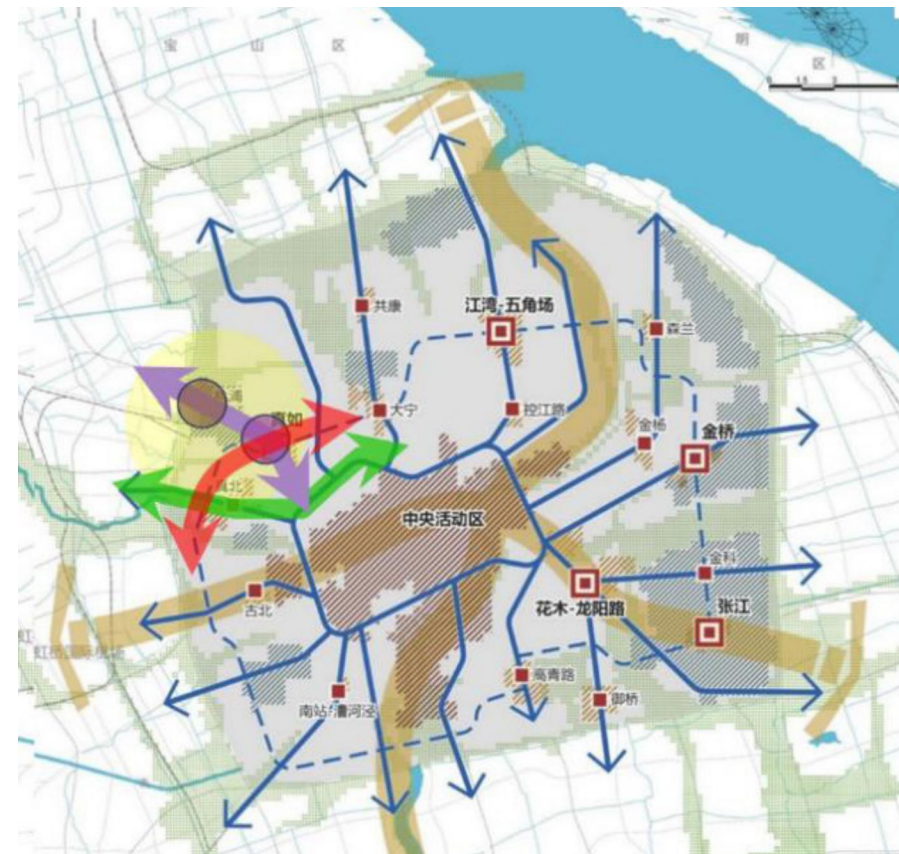 宝山区
明
区
共康
江湾-五角场
森兰
真如
大宁
控江路
金杨
金桥
中央活动区
金科
古北
花木-龙阳路
张江
虹桥国际机场
高青路
南站-漕河泾
御桥